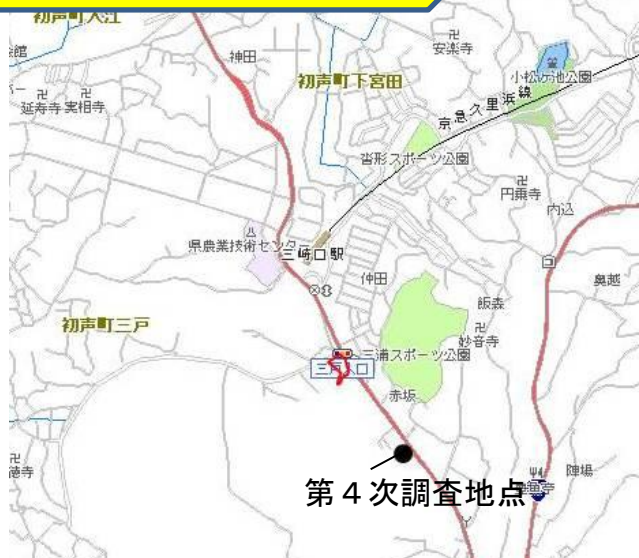 初声町入江
神田
安楽寺
会館
延寿寺
実相寺
初声町下宮田
小松ヶ池公園
京急久里浜線
沓形スポーツ公園
円乗寺
内込
県農業技術センター
三崎口駅
仲田
奥越
飯森
妙音寺
初声町三戸
三浦スポーツ公園
三戸入口
赤坂
陣場
第4次調査地点